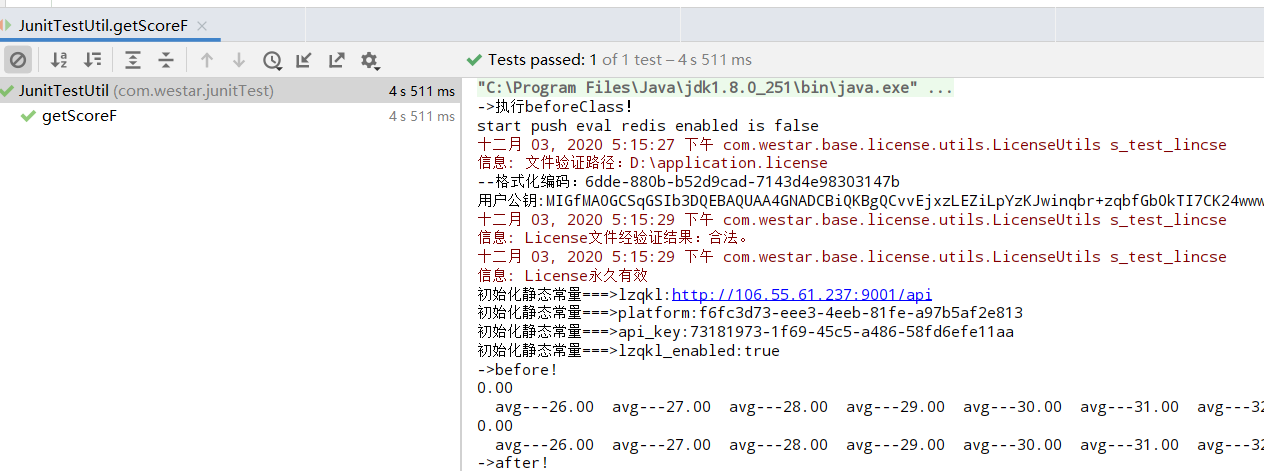 JunitTestUtil.getScoreF
Tests passed: 1 of 1 test – 4 s 511 ms
JunitTestUtil (com.westar.junitTest) 4 s 511 ms
getScoreF 4 s 511 ms
"C:\Program Files\Java\jdk1.8.0_251\bin\java.exe" ...
->执行beforeClass!
start push eval redis enabled is false
十二月 03, 2020 5:15:27 下午 com.westar.base.license.utils.LicenseUtils s_test_lincse
信息: 文件验证路径：D:\application.license
--格式化编码：6dde-880b-b52d9cad-7143d4e98303147b
用户公钥:MIGfMA0GCSqGSIb3DQEBAQUAA4GNADCBiQKBgQCvvEjxzLEZiLpYzKJwinqbr+zqbfGb0kTI7CK24www
十二月 03, 2020 5:15:29 下午 com.westar.base.license.utils.LicenseUtils s_test_lincse
信息: License文件经验证结果：合法。
十二月 03, 2020 5:15:29 下午 com.westar.base.license.utils.LicenseUtils s_test_lincse
信息: License永久有效
初始化静态常量===>lzqkl:http://106.55.61.237:9001/api
初始化静态常量===>platform:f6fc3d73-eee3-4eeb-81fe-a97b5af2e813
初始化静态常量===>api_key:73181973-1f69-45c5-a486-58fd6efe11aa
初始化静态常量===>lzqkl_enabled:true
->before!
0.00
avg---26.00 avg---27.00 avg---28.00 avg---29.00 avg---30.00 avg---31.00 avg---32
0.00
avg---26.00 avg---27.00 avg---28.00 avg---29.00 avg---30.00 avg---31.00 avg---32
->after!